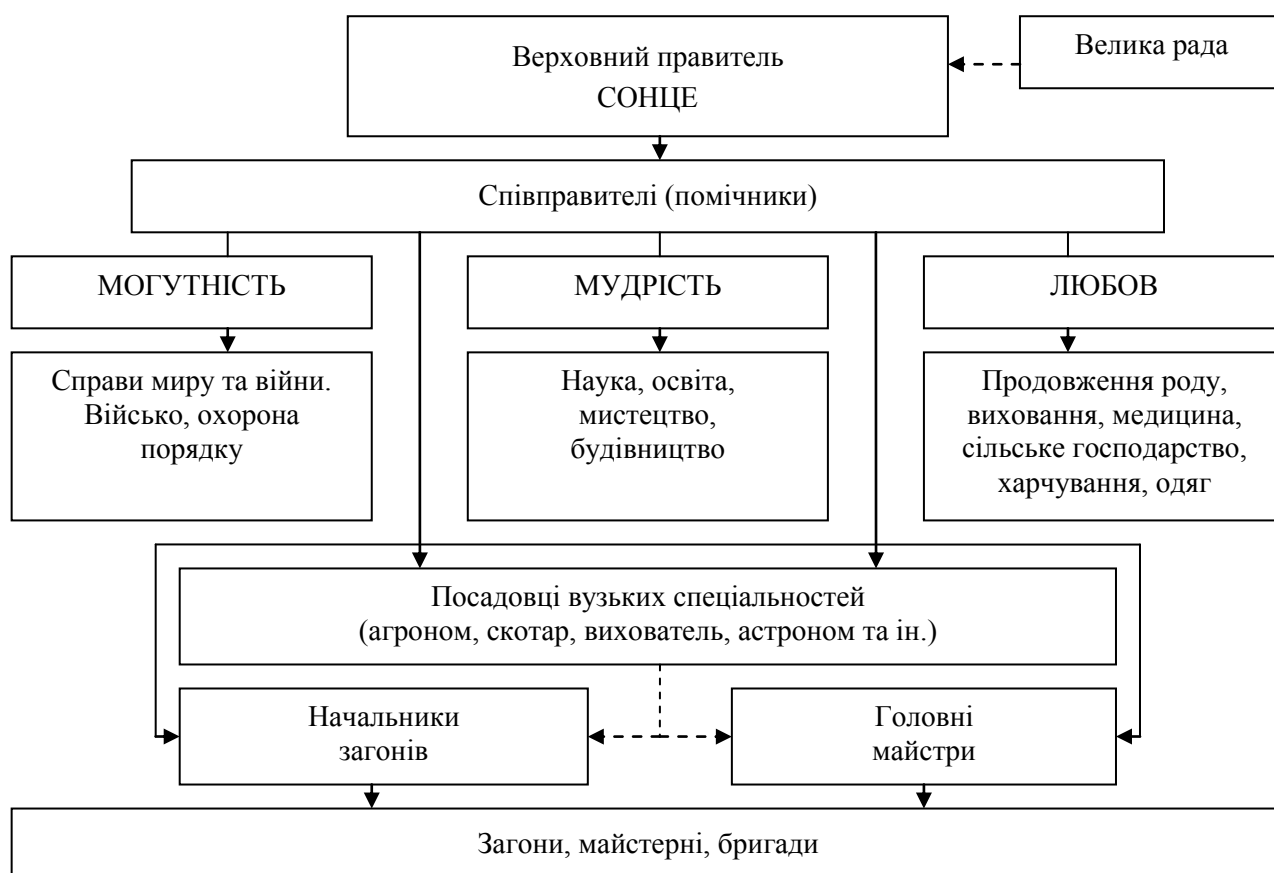 Верховний правитель
СОНЦЕ
Велика рада
Співправителі (помічники)
МОГУТНІСТЬ
МУДРІСТЬ
ЛЮБОВ
Справи миру та війни.
Військо, охорона
порядку
Наука, освіта,
мистецтво,
будівництво
Продовження роду,
виховання, медицина,
сільське господарство,
харчування, одяг
Посадовці вузьких спеціальностей
(агроном, скотар, вихователь, астроном та ін.)
Начальники
загонів
Головні
майстри
Загони, майстерні, бригади